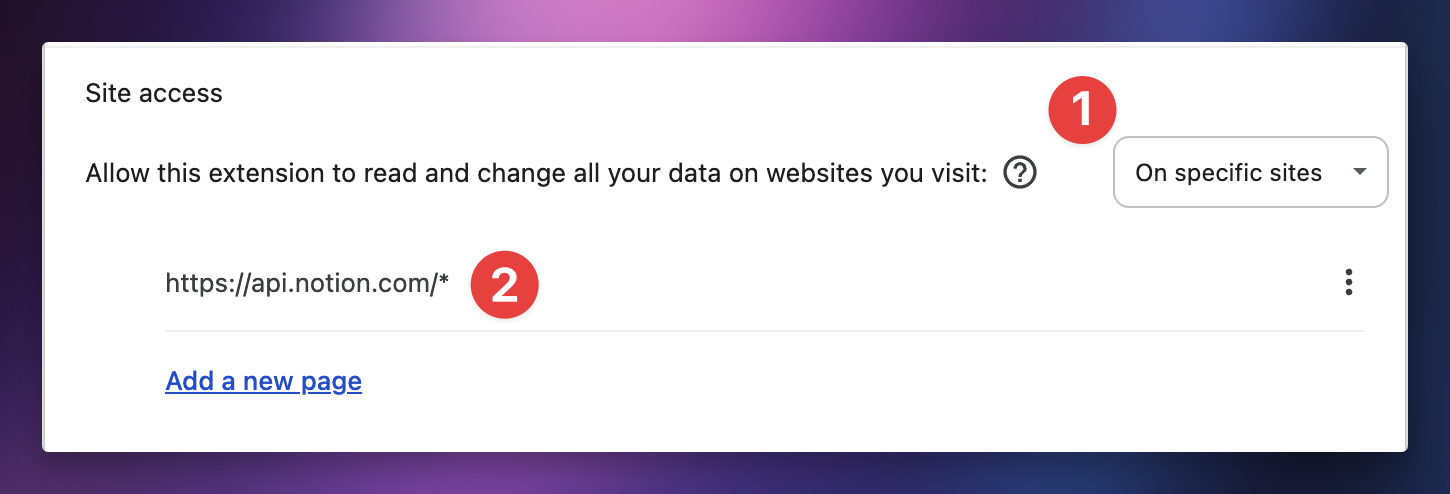 Site access
1
Allow this extension to read and change all your data on websites you visit: ?
On specific sites
https://api.notion.com/*
2
Add a new page